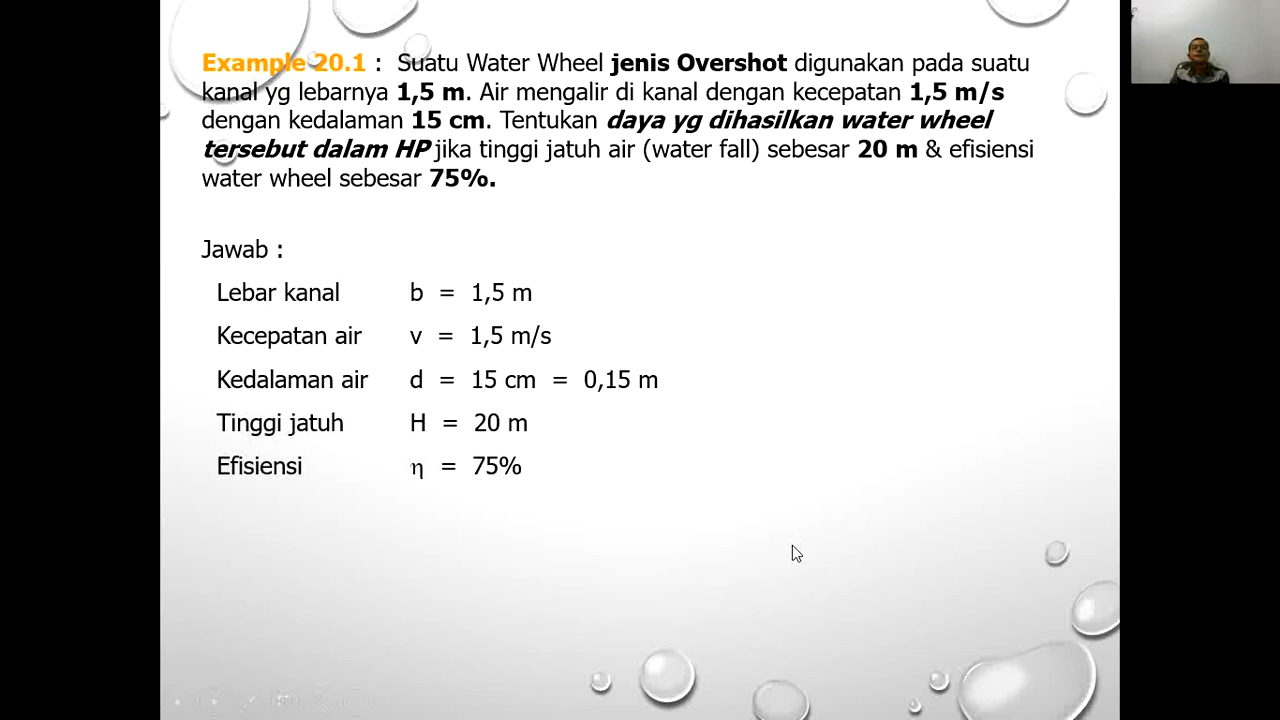 Example 20.1 : Suatu Water Wheel jenis Overshot digunakan pada suatu
kanal yg lebarnya 1,5 m. Air mengalir di kanal dengan kecepatan 1,5 m/s
dengan kedalaman 15 cm. Tentukan daya yg dihasilkan water wheel
tersebut dalam HP jika tinggi jatuh air (water fall) sebesar 20 m & efisiensi
water wheel sebesar 75%.
Jawab :
Lebar kanal b = 1,5 m
Kecepatan air v = 1,5 m/s
Kedalaman air d = 15 cm = 0,15 m
Tinggi jatuh H = 20 m
Efisiensi η = 75%